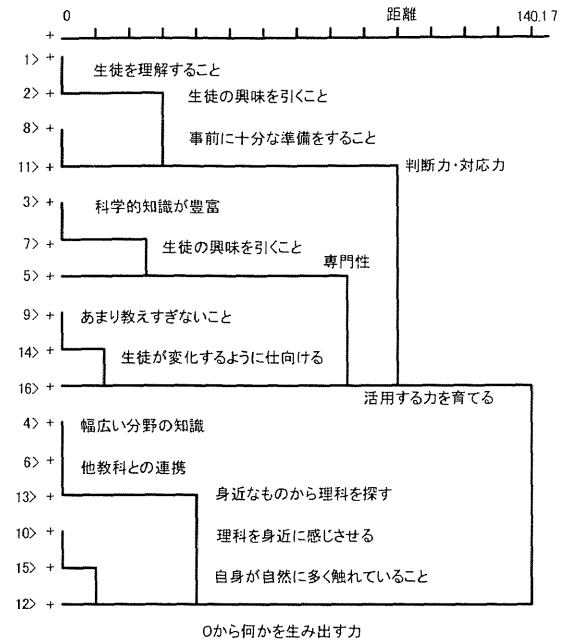 0 距離 140.17
+
1> + 生徒を理解すること
2> + 生徒の興味を引くこと
8> + 事前に十分な準備をすること
11> + 判断力・対応力
3> + 科学的知識が豊富
7> + 生徒の興味を引くこと
5> + 専門性
9> + あまり教えすぎないこと
14> + 生徒が変化するように仕向ける
16> +
活用する力を育てる
4> + 幅広い分野の知識
6> + 他教科との連携
13> + 身近なものから理科を探す
10> + 理科を身近に感じさせる
15> + 自身が自然に多く触れていること
12> +
0から何かを生み出す力